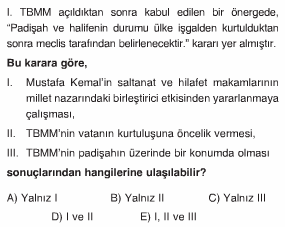 I. TBMM açıldıktan sonra kabul edilen bir önergede,
“Padişah ve halifenin durumu ülke işgalden kurtulduktan
sonra meclis tarafından belirlenecektir.” kararı yer almıştır.
Bu karara göre,
I. Mustafa Kemal’in saltanat ve hilafet makamlarının
millet nazarındaki birleştirici etkisinden yararlanmaya
çalışması,
II. TBMM’nin vatanın kurtuluşuna öncelik vermesi,
III. TBMM’nin padişahın üzerinde bir konumda olması
sonuçlarından hangilerine ulaşılabilir?
A) Yalnız I B) Yalnız II C) Yalnız III
D) I ve II E) I, II ve III